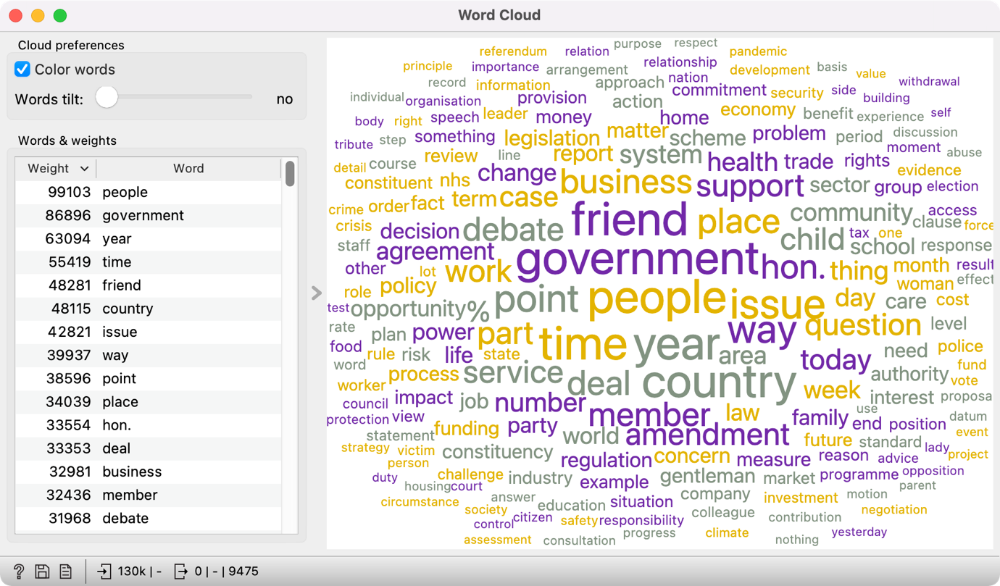 Word Cloud
Cloud preferences
Color words
Words tilt: no
Words & weights
Weight Word
99103 people
86896 government
63094 year
55419 time
48281 friend
48115 country
42821 issue
39937 way
38596 point
34039 place
33554 hon.
33353 deal
32981 business
32436 member
31968 debate
purpose respect
referendum relation pandemic
principle importance arrangement relationship development basis value
record information approach nation withdrawal
individual organisation provision action commitment security side building
body right speech leader money home economy benefit experience self
tribute step something legislation matter scheme problem period discussion
detail course review line report system health trade rights moment abuse
constituent nhs change business support sector group evidence election
crime order fact term case friend place community access
crisis decision debate child clause force
staff agreement government tax one school response
other lot work hon. thing month result
role policy people issue day woman effect
test opportunity % point way question care cost
rate plan power part time year level
food rule risk life state area today need police
word process service deal country authority fund
worker week vote
council impact job number member law interest proposa
protection view funding party world amendment family end use position datum
statement future standard event
strategy victim constituency regulation concern measure reason advice lady project
person challenge industry example gentleman market programme opposition
duty housing court parent
circumstance answer education situation company investment motion
society colleague negotiation
control citizen safety responsibility contribution
assessment consultation progress climate nothing yesterday
? 130k | - 0 | - | 9475